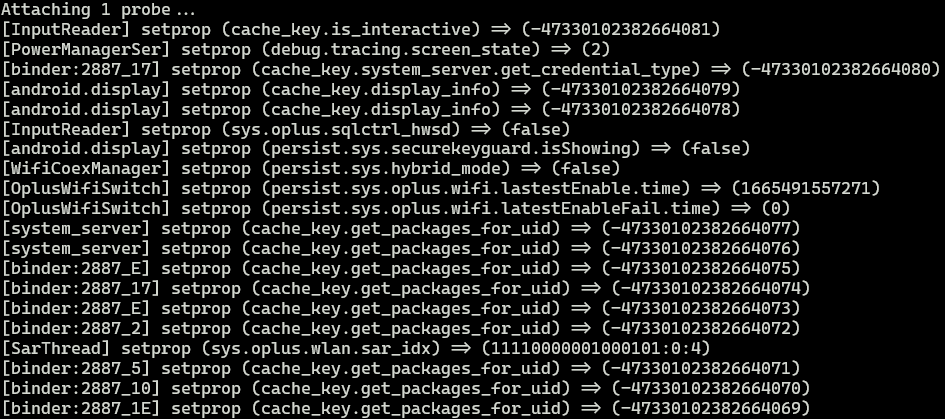 Attaching 1 probe...
[InputReader] setprop (cache_key.is_interactive) => (-47330102382664081)
[PowerManagerSer] setprop (debug.tracing.screen_state) => (2)
[binder:2887_17] setprop (cache_key.system_server.get_credential_type) => (-47330102382664080)
[android.display] setprop (cache_key.display_info) => (-47330102382664079)
[android.display] setprop (cache_key.display_info) => (-47330102382664078)
[InputReader] setprop (sys.oplus.sqlctrl_hwsd) => (false)
[android.display] setprop (persist.sys.securekeyguard.isShowing) => (false)
[WifiCoexManager] setprop (persist.sys.hybrid_mode) => (false)
[OplusWifiSwitch] setprop (persist.sys.oplus.wifi.lastestEnable.time) => (1665491557271)
[OplusWifiSwitch] setprop (persist.sys.oplus.wifi.latestEnableFail.time) => (0)
[system_server] setprop (cache_key.get_packages_for_uid) => (-47330102382664077)
[system_server] setprop (cache_key.get_packages_for_uid) => (-47330102382664076)
[binder:2887_E] setprop (cache_key.get_packages_for_uid) => (-47330102382664075)
[binder:2887_17] setprop (cache_key.get_packages_for_uid) => (-47330102382664074)
[binder:2887_E] setprop (cache_key.get_packages_for_uid) => (-47330102382664073)
[binder:2887_2] setprop (cache_key.get_packages_for_uid) => (-47330102382664072)
[SarThread] setprop (sys.oplus.wlan.sar_idx) => (11110000001000101:0:4)
[binder:2887_5] setprop (cache_key.get_packages_for_uid) => (-47330102382664071)
[binder:2887_10] setprop (cache_key.get_packages_for_uid) => (-47330102382664070)
[binder:2887_1E] setprop (cache_key.get_packages_for_uid) => (-47330102382664069)